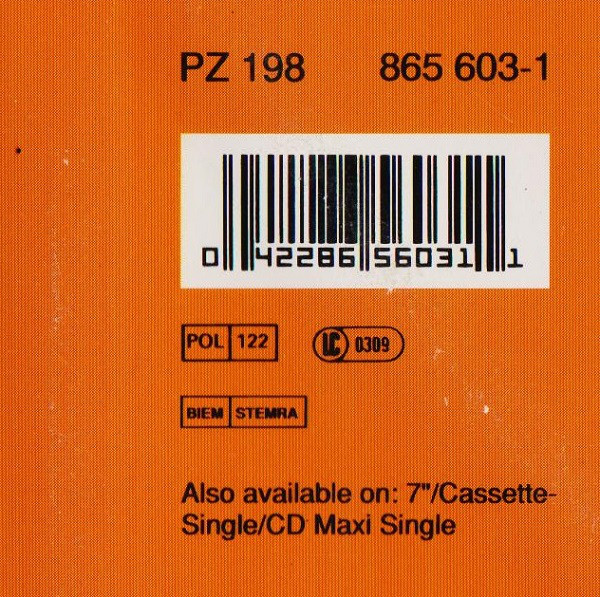 PZ 198 865 603-1
0 42286 56031 1
POL 122 LC 0309
BIEM STEMRA
Also available on: 7"/Cassette-
Single/CD Maxi Single